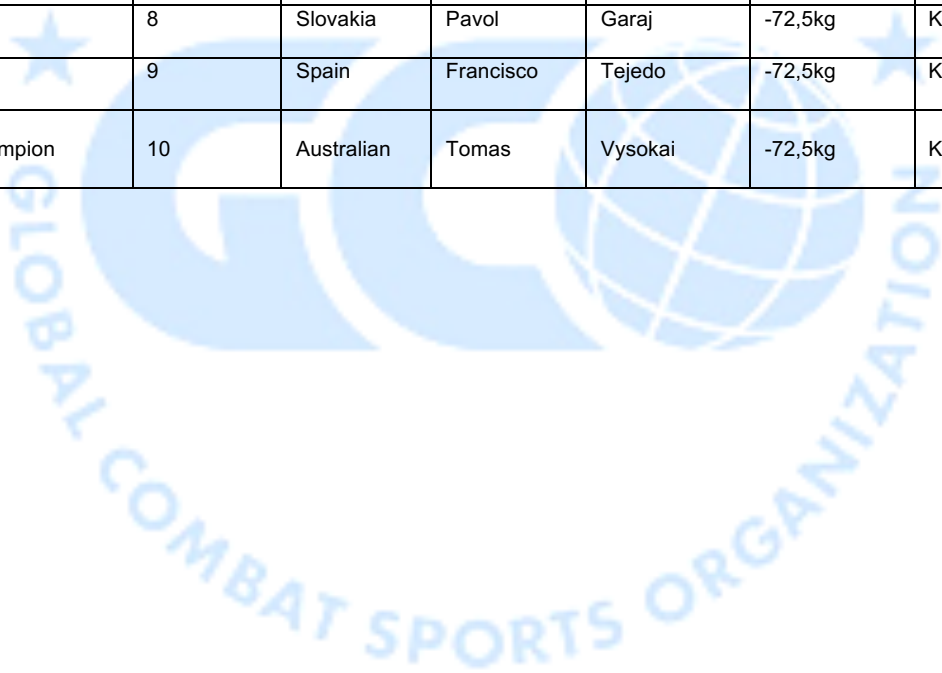 8 Slovakia Pavol Garaj -72,5kg K
9 Spain Francisco Tejedo -72,5kg K
mpion 10 Australian Tomas Vysokai -72,5kg K
GCO
GLOBAL COMBAT SPORTS ORGANIZATION